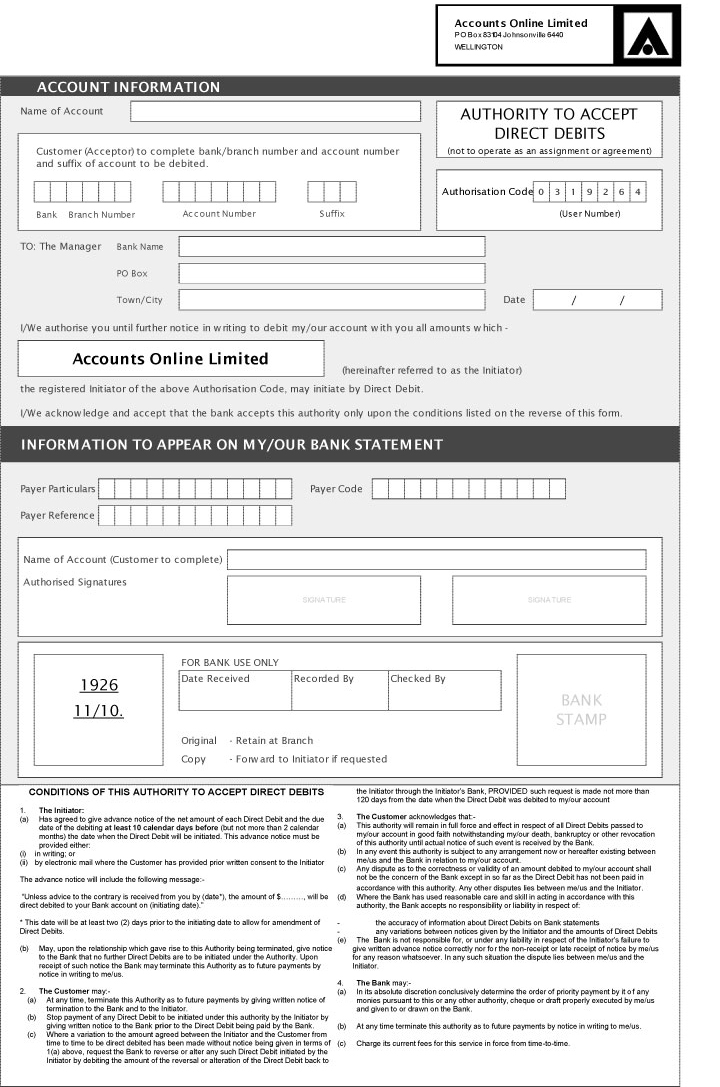 Accounts Online Limited
PO Box 83104 Johnsonville 6440
WELLINGTON
ACCOUNT INFORMATION
Name of Account
AUTHORITY TO ACCEPT
DIRECT DEBITS
(not to operate as an assignment or agreement)
Customer (Acceptor) to complete bank/branch number and account number
and suffix of account to be debited.
Bank Branch Number Account Number Suffix
Authorisation Code 0 3 1 9 2 6 4
(User Number)
TO: The Manager Bank Name
PO Box
Town/City
Date / /
I/We authorise you until further notice in writing to debit my/our account with you all amounts which -
Accounts Online Limited
(hereinafter referred to as the Initiator)
the registered Initiator of the above Authorisation Code, may initiate by Direct Debit.
I/We acknowledge and accept that the bank accepts this authority only upon the conditions listed on the reverse of this form.
INFORMATION TO APPEAR ON MY/OUR BANK STATEMENT
Payer Particulars Payer Code
Payer Reference
Name of Account (Customer to complete)
Authorised Signatures
SIGNATURE SIGNATURE
1926
11/10.
FOR BANK USE ONLY
Date Received Recorded By Checked By
Original - Retain at Branch
Copy - Forward to Initiator if requested
BANK
STAMP
CONDITIONS OF THIS AUTHORITY TO ACCEPT DIRECT DEBITS
1. The Initiator:
(a) Has agreed to give advance notice of the net amount of each Direct Debit and the due
date of the debiting at least 10 calendar days before (but not more than 2 calendar
months) the date when the Direct Debit will be initiated. This advance notice must be
provided either:
(i) in writing; or
(ii) by electronic mail where the Customer has provided prior written consent to the Initiator
The advance notice will include the following message:-
"Unless advice to the contrary is received from you by (date*), the amount of $........., will be
direct debited to your Bank account on (initiating date)."
* This date will be at least two (2) days prior to the initiating date to allow for amendment of
Direct Debits.
(b) May, upon the relationship which gave rise to this Authority being terminated, give notice
to the Bank that no further Direct Debits are to be initiated under the Authority. Upon
receipt of such notice the Bank may terminate this Authority as to future payments by
notice in writing to me/us.
2. The Customer may:-
(a) At any time, terminate this Authority as to future payments by giving written notice of
termination to the Bank and to the Initiator.
(b) Stop payment of any Direct Debit to be initiated under this authority by the Initiator by
giving written notice to the Bank prior to the Direct Debit being paid by the Bank.
(c) Where a variation to the amount agreed between the Initiator and the Customer from
time to time to be direct debited has been made without notice being given in terms of
1(a) above, request the Bank to reverse or alter any such Direct Debit initiated by the
Initiator by debiting the amount of the reversal or alteration of the Direct Debit back to
the Initiator through the Initiator's Bank, PROVIDED such request is made not more than
120 days from the date when the Direct Debit was debited to my/our account
3. The Customer acknowledges that:-
(a) This authority will remain in full force and effect in respect of all Direct Debits passed to
my/our account in good faith notwithstanding my/our death, bankruptcy or other revocation
of this authority until actual notice of such event is received by the Bank.
(b) In any event this authority is subject to any arrangement now or hereafter existing between
me/us and the Bank in relation to my/our account.
(c) Any dispute as to the correctness or validity of an amount debited to my/our account shall
not be the concern of the Bank except in so far as the Direct Debit has not been paid in
accordance with this authority. Any other disputes lies between me/us and the Initiator.
(d) Where the Bank has used reasonable care and skill in acting in accordance with this
authority, the Bank accepts no responsibility or liability in respect of:
- the accuracy of information about Direct Debits on Bank statements
- any variations between notices given by the Initiator and the amounts of Direct Debits
(e) The Bank is not responsible for, or under any liability in respect of the Initiator's failure to
give written advance notice correctly nor for the non-receipt or late receipt of notice by me/us
for any reason whatsoever. In any such situation the dispute lies between me/us and the
Initiator.
4. The Bank may:-
(a) In its absolute discretion conclusively determine the order of priority payment by it of any
monies pursuant to this or any other authority, cheque or draft properly executed by me/us
and given to or drawn on the Bank.
(b) At any time terminate this authority as to future payments by notice in writing to me/us.
(c) Charge its current fees for this service in force from time-to-time.